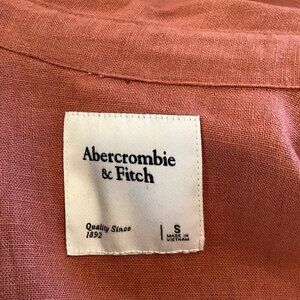 Abercrombie
& Fitch
Quality Since
1892
S
MADE IN
VIETNAM